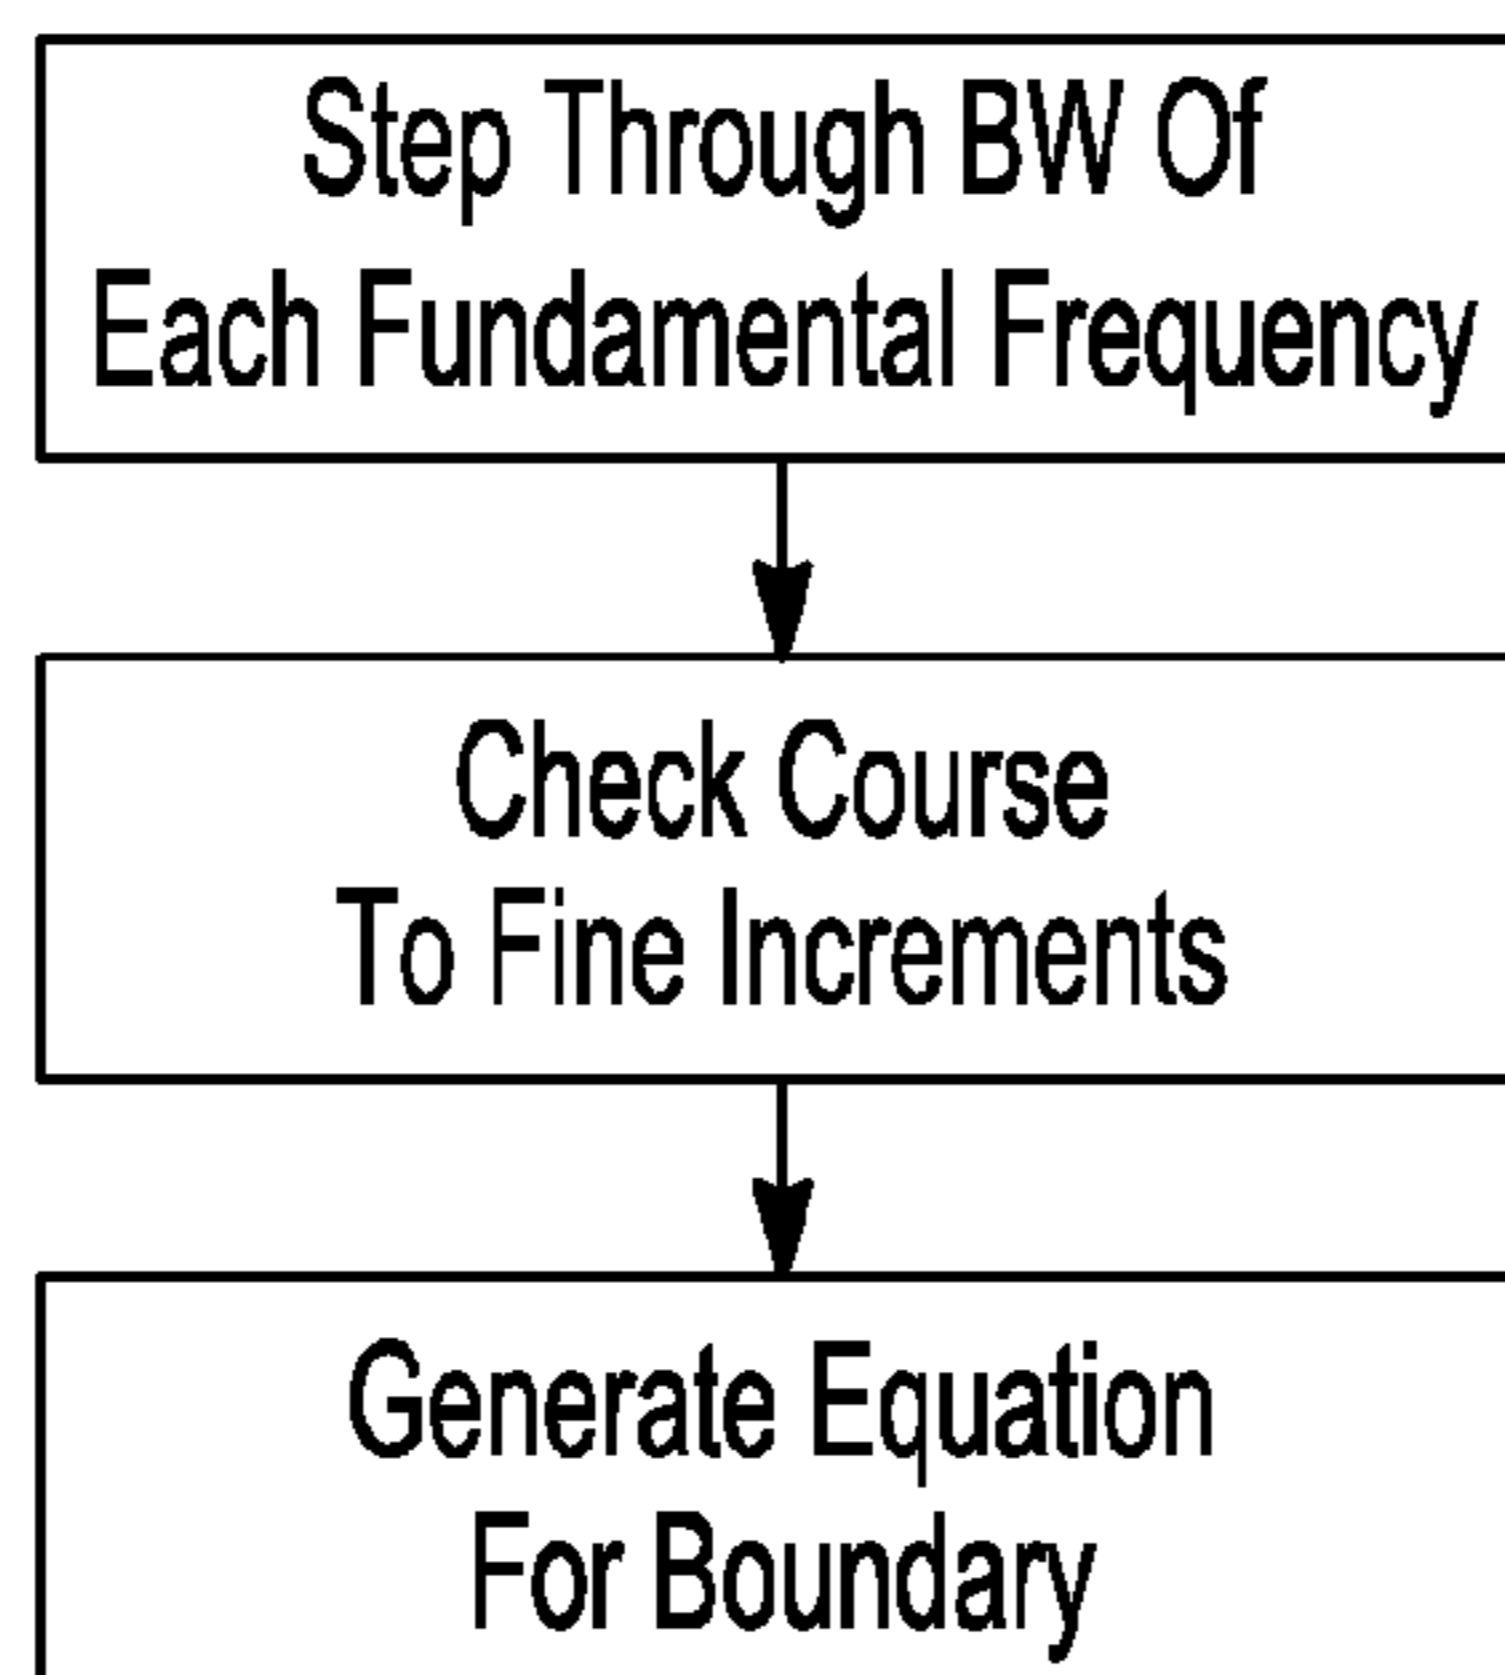 Step Through BW Of
Each Fundamental Frequency
Check Course
To Fine Increments
Generate Equation
For Boundary